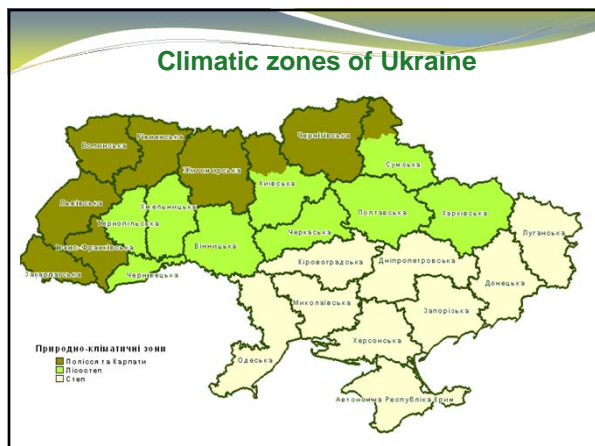 Climatic zones of Ukraine
Чернігівська
Рівненська
Волинська
Житомирська
Сумська
Київська
Львівська
Хмельницька
Тернопільська
Полтавська
Харківська
Луганська
Черкаська
Вінницька
Івано-Франківська
Закарпатська
Чернівецька
Кіровоградська
Дніпропетровська
Донецька
Миколаївська
Запорізька
Херсонська
Одеська
Автономна Республіка Крим
Природно-кліматичні зони
Полісся та Карпати
Лісостеп
Степ